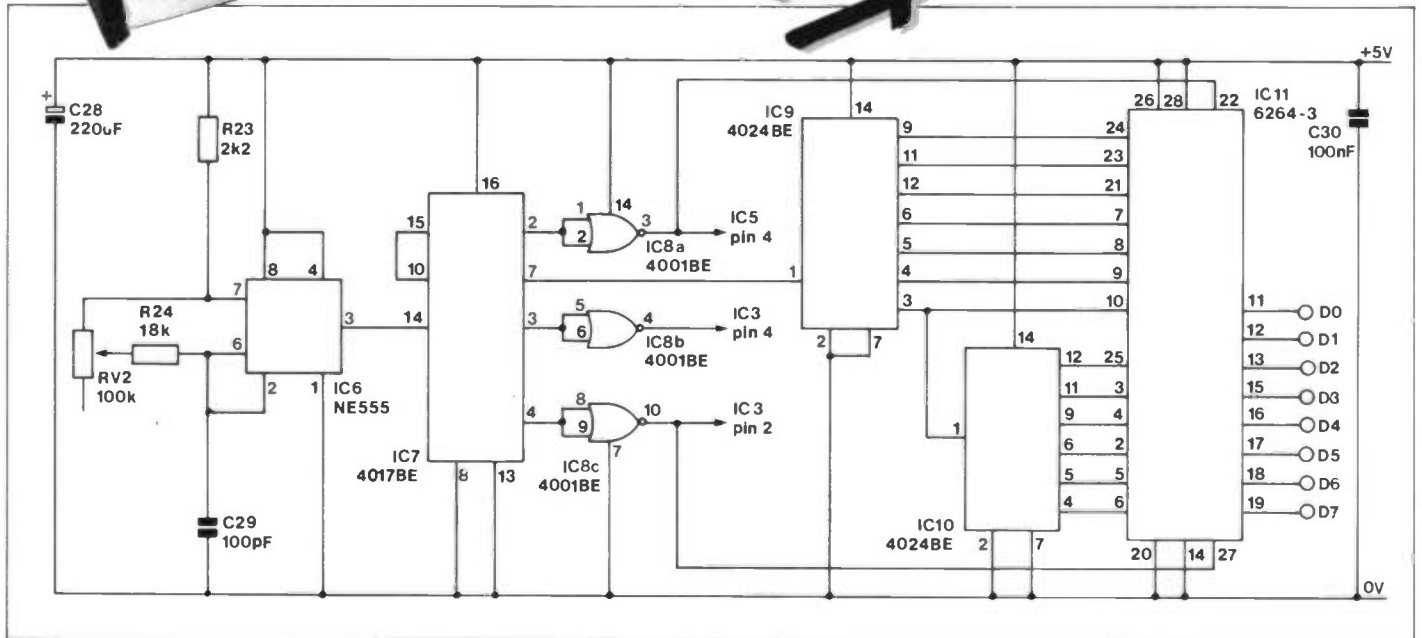 +5V
C28
220uF
+
R23
2k2
R24
18k
RV2
100k
C29
100pF
7
6
8
4
3
2
1
IC6
NE555
16
15
10
14
2
7
3
4
8
13
IC7
4017BE
1
2
14
3
IC8a
4001BE
IC5
pin 4
5
6
4
IC8b
4001BE
IC3
pin 4
8
9
10
7
IC8c
4001BE
IC3
pin 2
IC9
4024BE
14
1
9
11
12
6
5
4
3
2
7
IC10
4024BE
14
1
12
11
9
6
5
4
2
7
26
28
22
IC11
6264-3
24
23
21
7
8
9
10
25
3
4
2
5
6
20
14
27
11
D0
12
D1
13
D2
15
D3
16
D4
17
D5
18
D6
19
D7
C30
100nF
0V